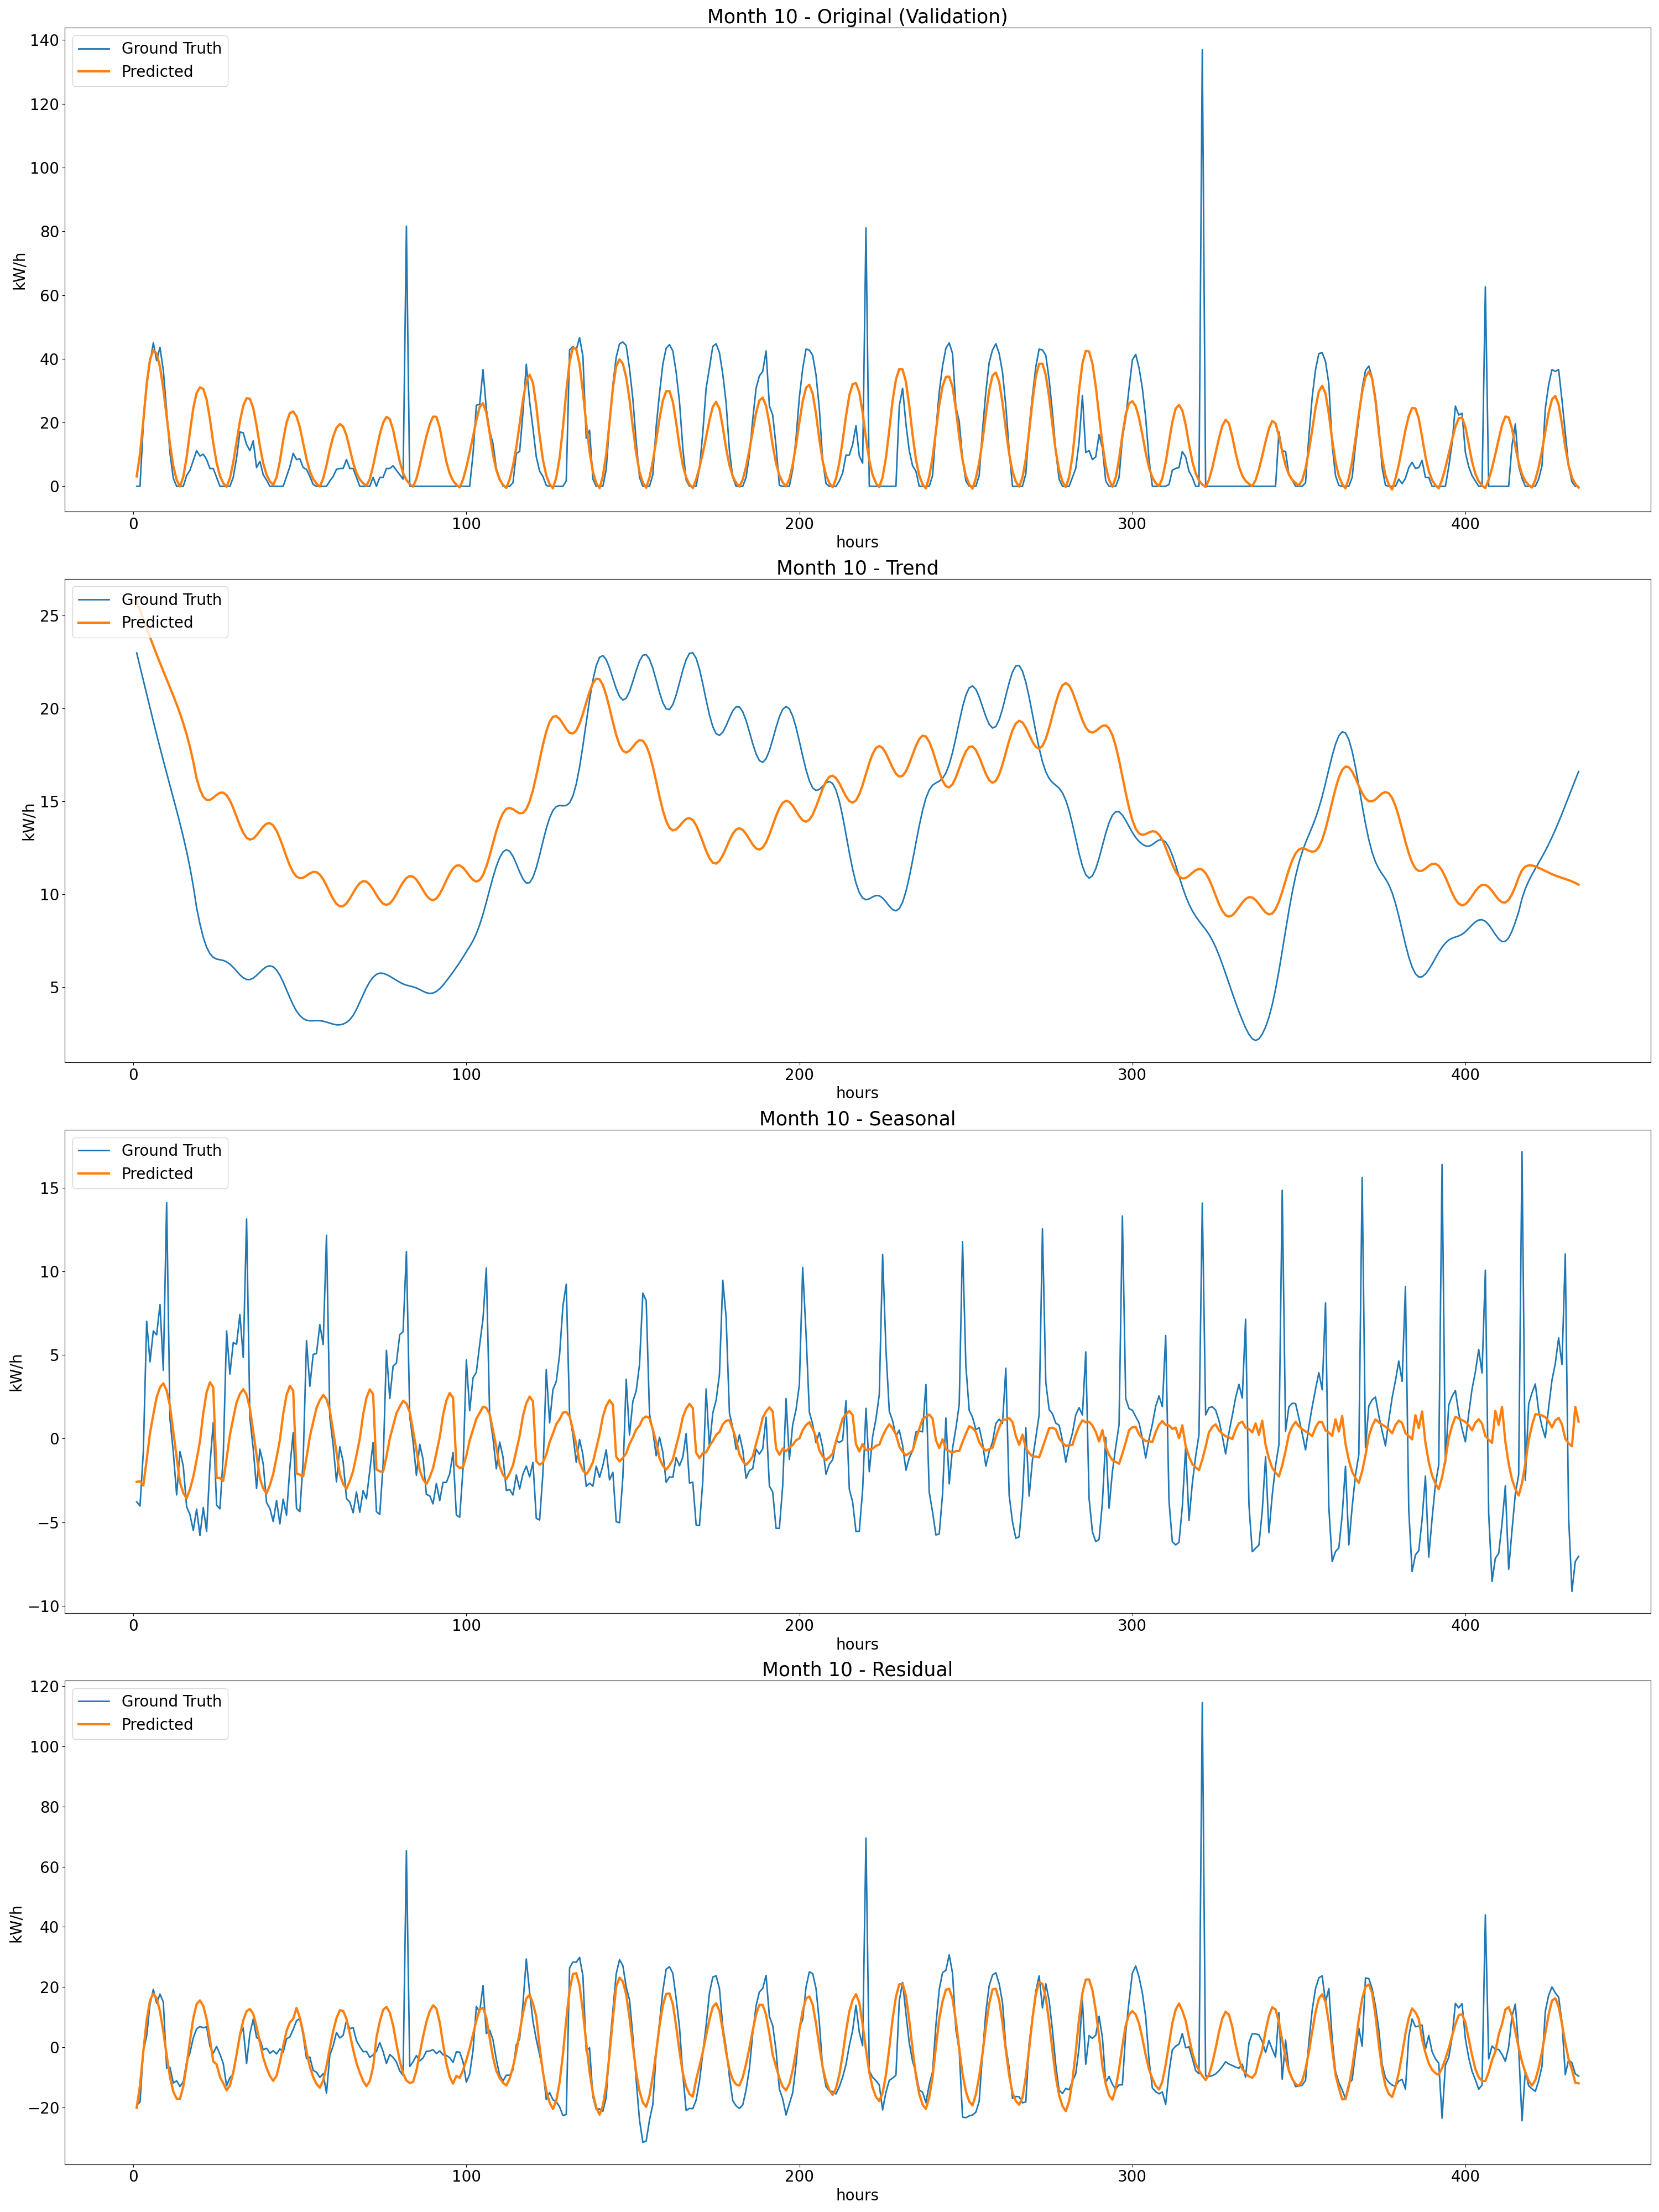 Month 10 - Original (Validation)
140
120
100
80
60
40
20
0
kW/h
Ground Truth
Predicted
0 100 200 300 400
hours
Month 10 - Trend
25
20
15
10
5
kW/h
Ground Truth
Predicted
0 100 200 300 400
hours
Month 10 - Seasonal
15
10
5
0
−5
−10
kW/h
Ground Truth
Predicted
0 100 200 300 400
hours
Month 10 - Residual
120
100
80
60
40
20
0
−20
kW/h
Ground Truth
Predicted
0 100 200 300 400
hours